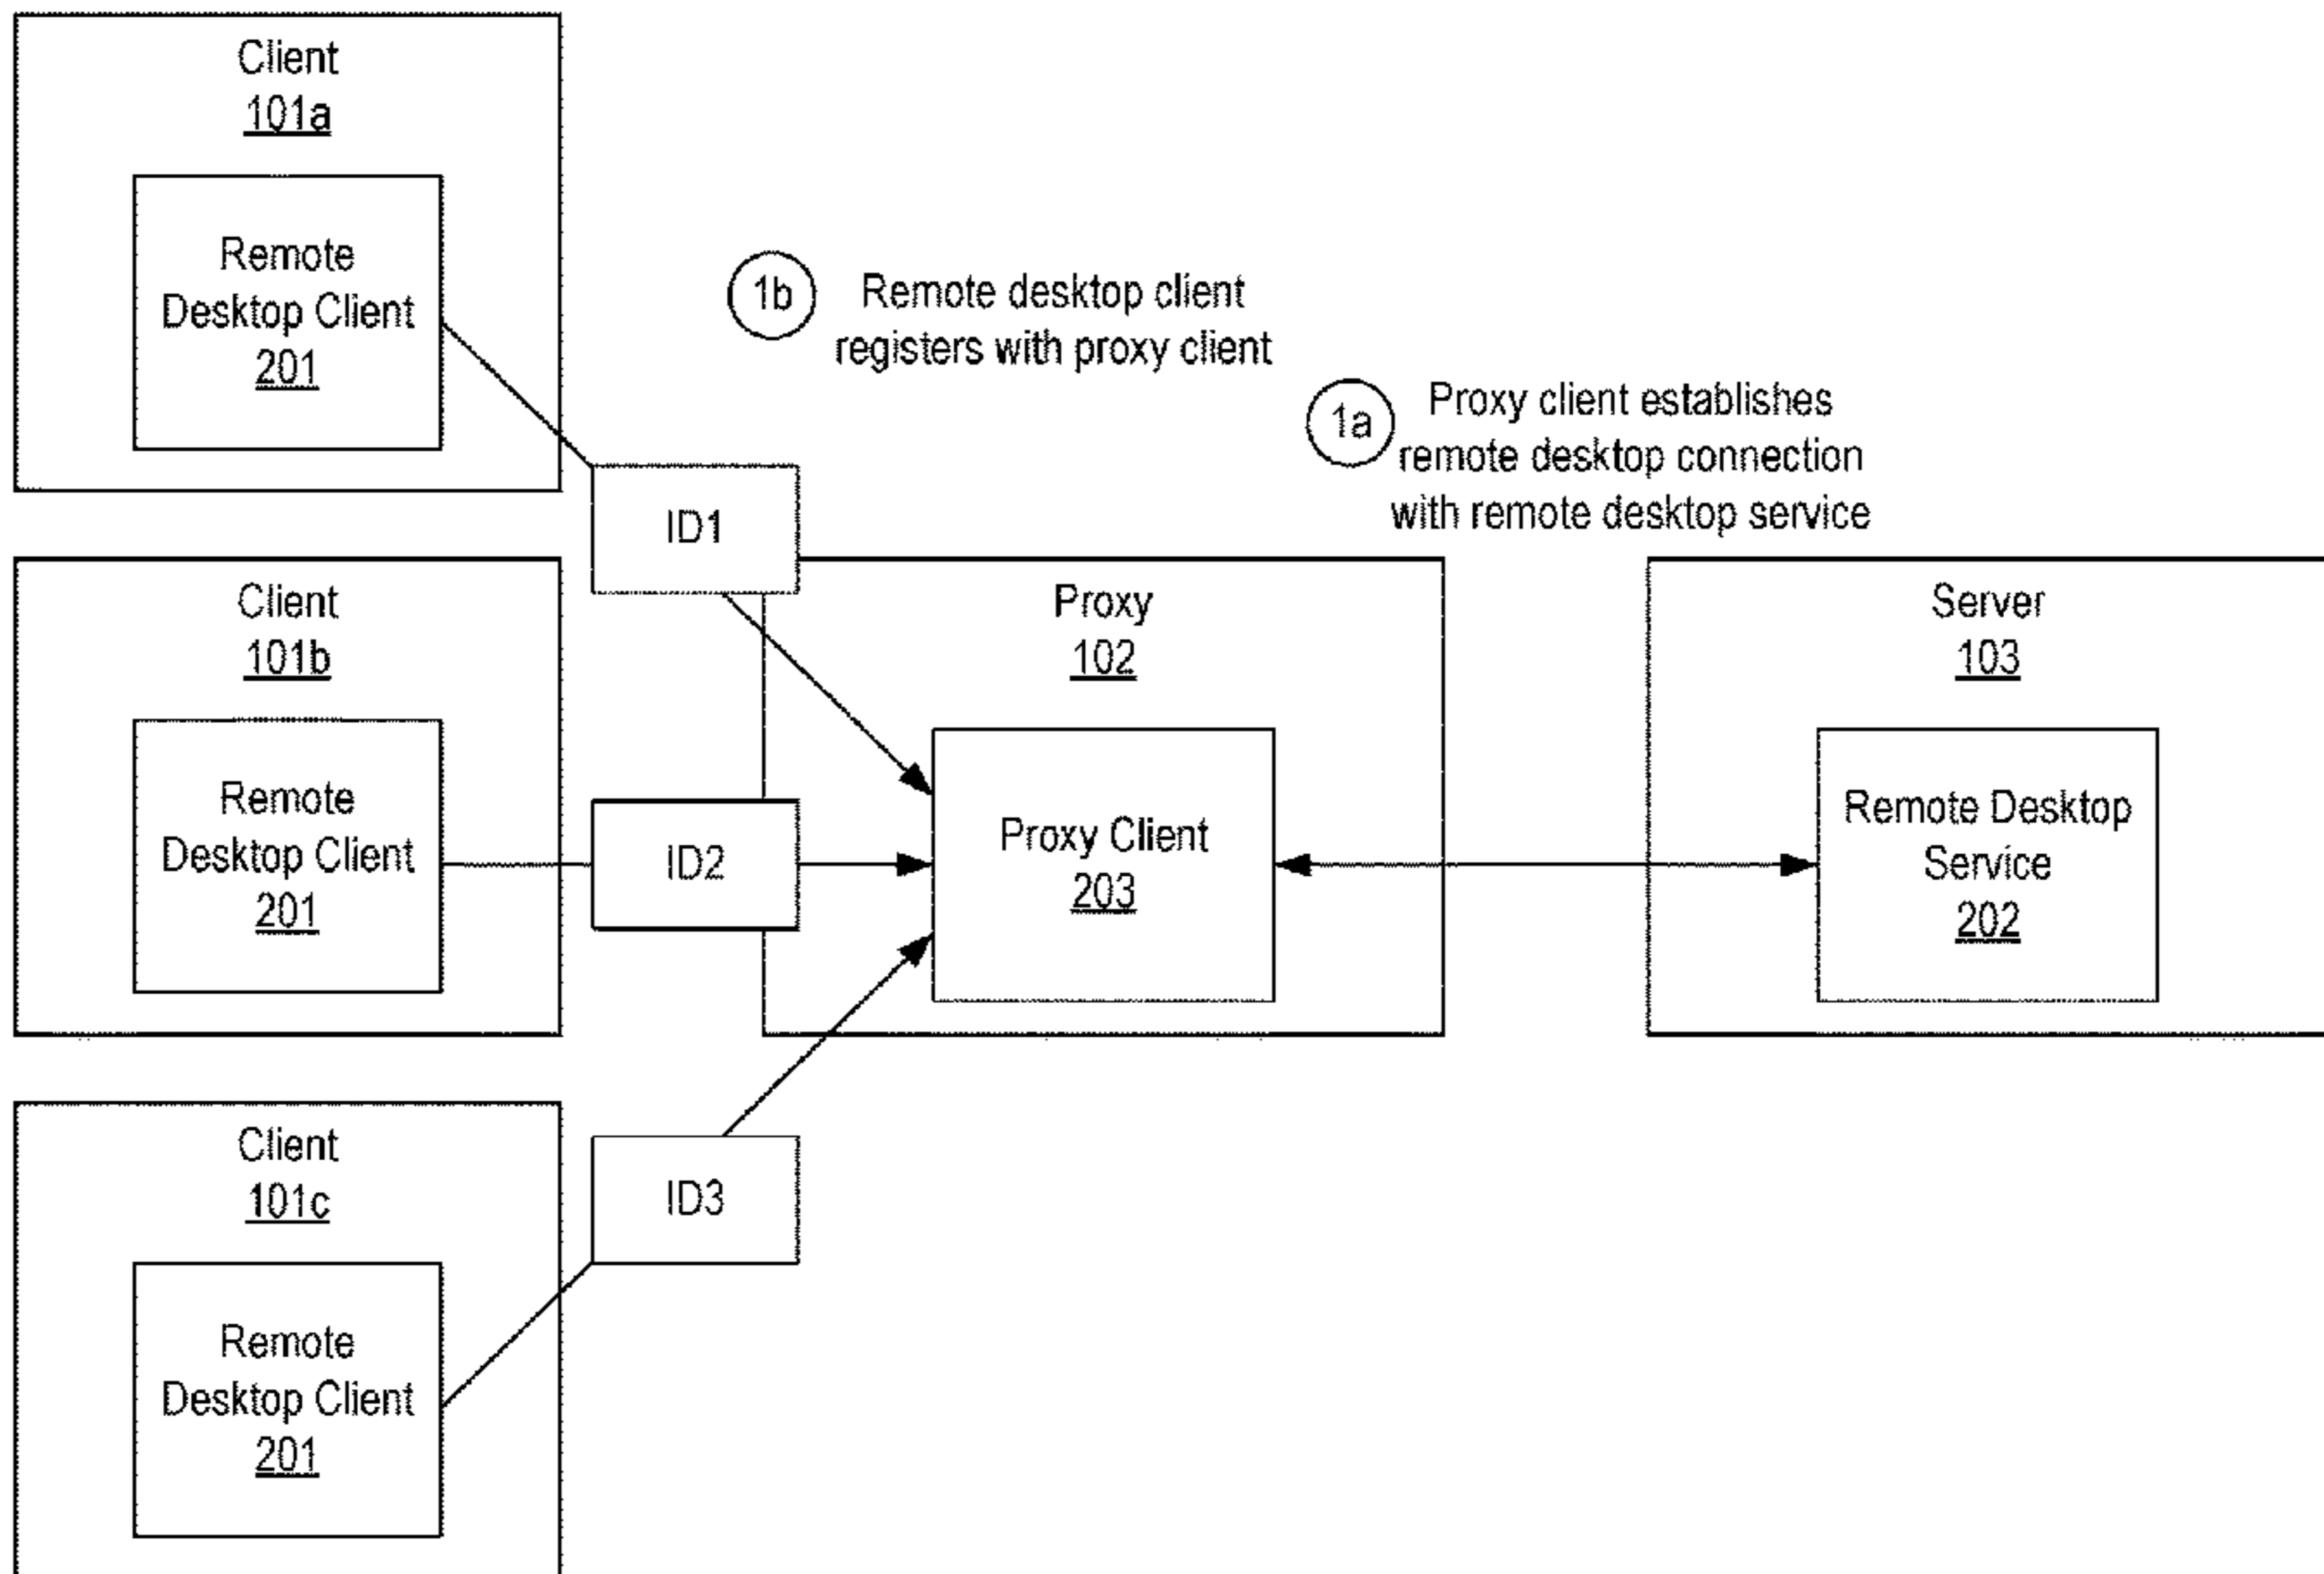 Client
101a
Remote
Desktop Client
201
1b
Remote desktop client
registers with proxy client
1a
Proxy client establishes
remote desktop connection
with remote desktop service
ID1
Client
101b
Remote
Desktop Client
201
ID2
Proxy
102
Proxy Client
203
Server
103
Remote Desktop
Service
202
Client
101c
Remote
Desktop Client
201
ID3